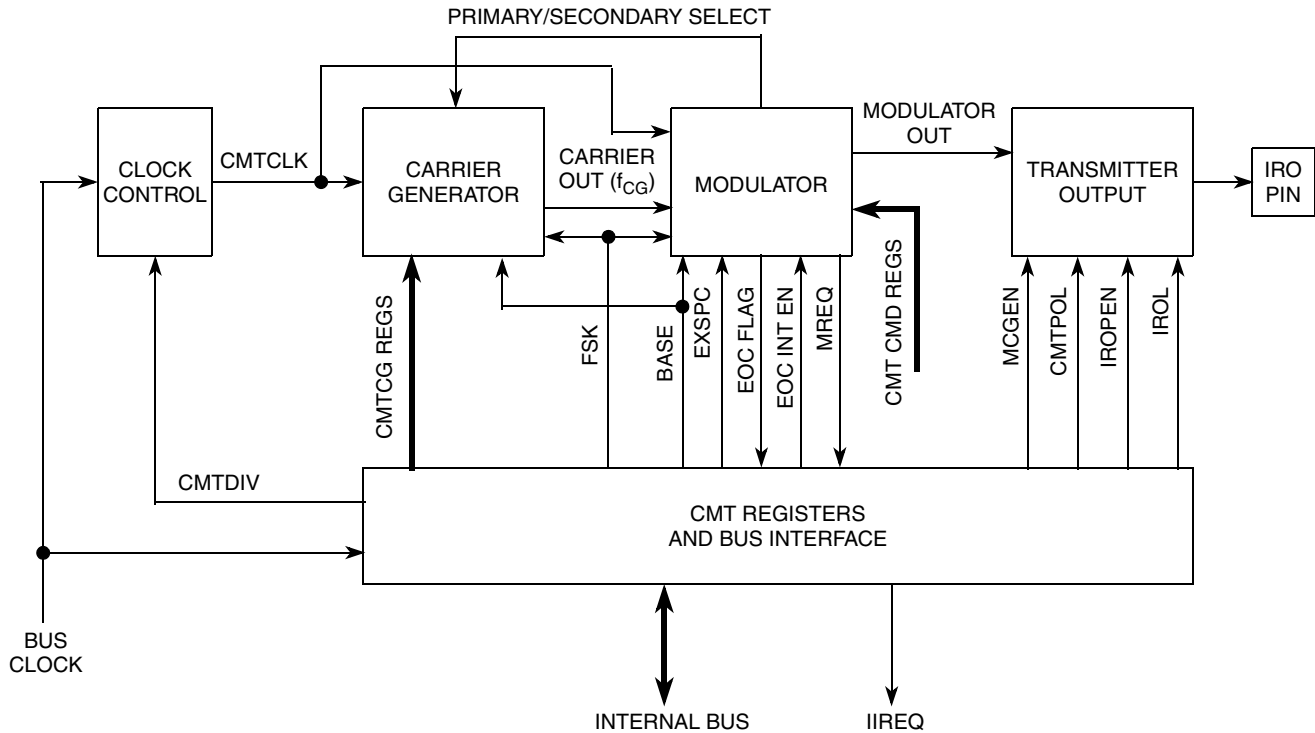 PRIMARY/SECONDARY SELECT
CLOCK
CONTROL
CMTCLK
CARRIER
GENERATOR
CARRIER
OUT (fCG)
MODULATOR
MODULATOR
OUT
TRANSMITTER
OUTPUT
IRO
PIN
CMTCG REGS
FSK
BASE
EXSPC
EOC FLAG
EOC INT EN
MREQ
CMT CMD REGS
MCGEN
CMTPOL
IROPEN
IROL
CMTDIV
CMT REGISTERS
AND BUS INTERFACE
BUS
CLOCK
INTERNAL BUS
IIREQ